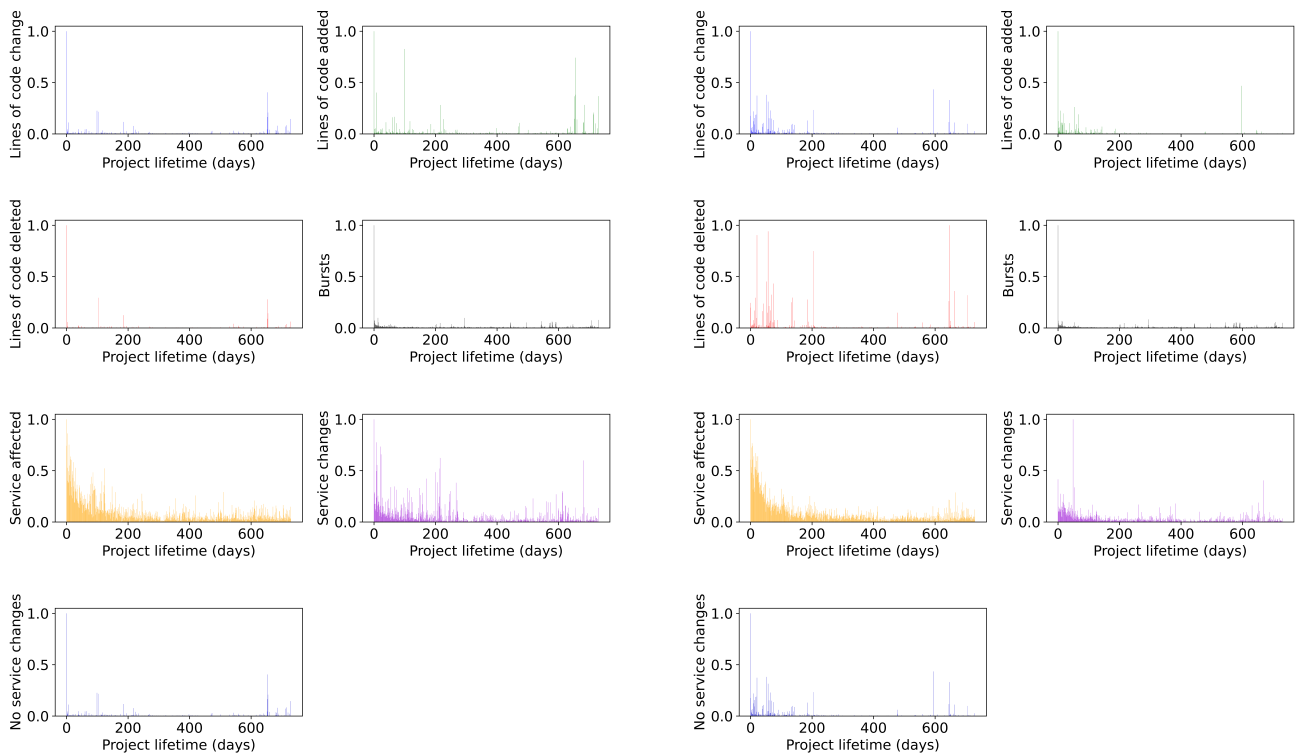 Lines of code change
1.0
0.5
0.0
0 200 400 600
Project lifetime (days)
Lines of code added
1.0
0.5
0.0
0 200 400 600
Project lifetime (days)
Lines of code change
1.0
0.5
0.0
0 200 400 600
Project lifetime (days)
Lines of code added
1.0
0.5
0.0
0 200 400 600
Project lifetime (days)
Lines of code deleted
1.0
0.5
0.0
0 200 400 600
Project lifetime (days)
Bursts
1.0
0.5
0.0
0 200 400 600
Project lifetime (days)
Lines of code deleted
1.0
0.5
0.0
0 200 400 600
Project lifetime (days)
Bursts
1.0
0.5
0.0
0 200 400 600
Project lifetime (days)
Service affected
1.0
0.5
0.0
0 200 400 600
Project lifetime (days)
Service changes
1.0
0.5
0.0
0 200 400 600
Project lifetime (days)
Service affected
1.0
0.5
0.0
0 200 400 600
Project lifetime (days)
Service changes
1.0
0.5
0.0
0 200 400 600
Project lifetime (days)
No service changes
1.0
0.5
0.0
0 200 400 600
Project lifetime (days)
No service changes
1.0
0.5
0.0
0 200 400 600
Project lifetime (days)